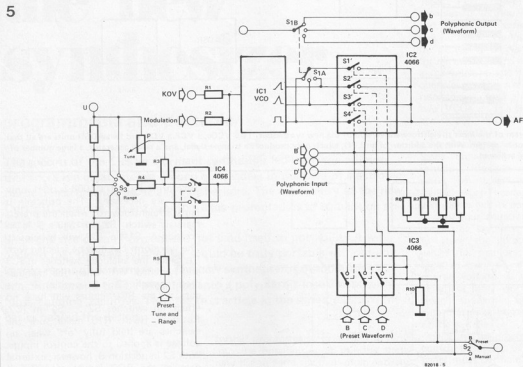 5
S1B
b
c
d
Polyphonic Output
(Waveform)
IC2
4066
S1'
S2'
S3'
S4'
S1A
IC1
VCO
KOV
R1
Modulation
R2
AF
U
P
Tune
R3
R4
S3
Range
IC4
4066
B'
C'
D'
Polyphonic Input
(Waveform)
R6
R7
R8
R9
R5
Preset
Tune and
– Range
IC3
4066
R10
B
C
D
(Preset Waveform)
B
Preset
S2
A
Manual
82018 5